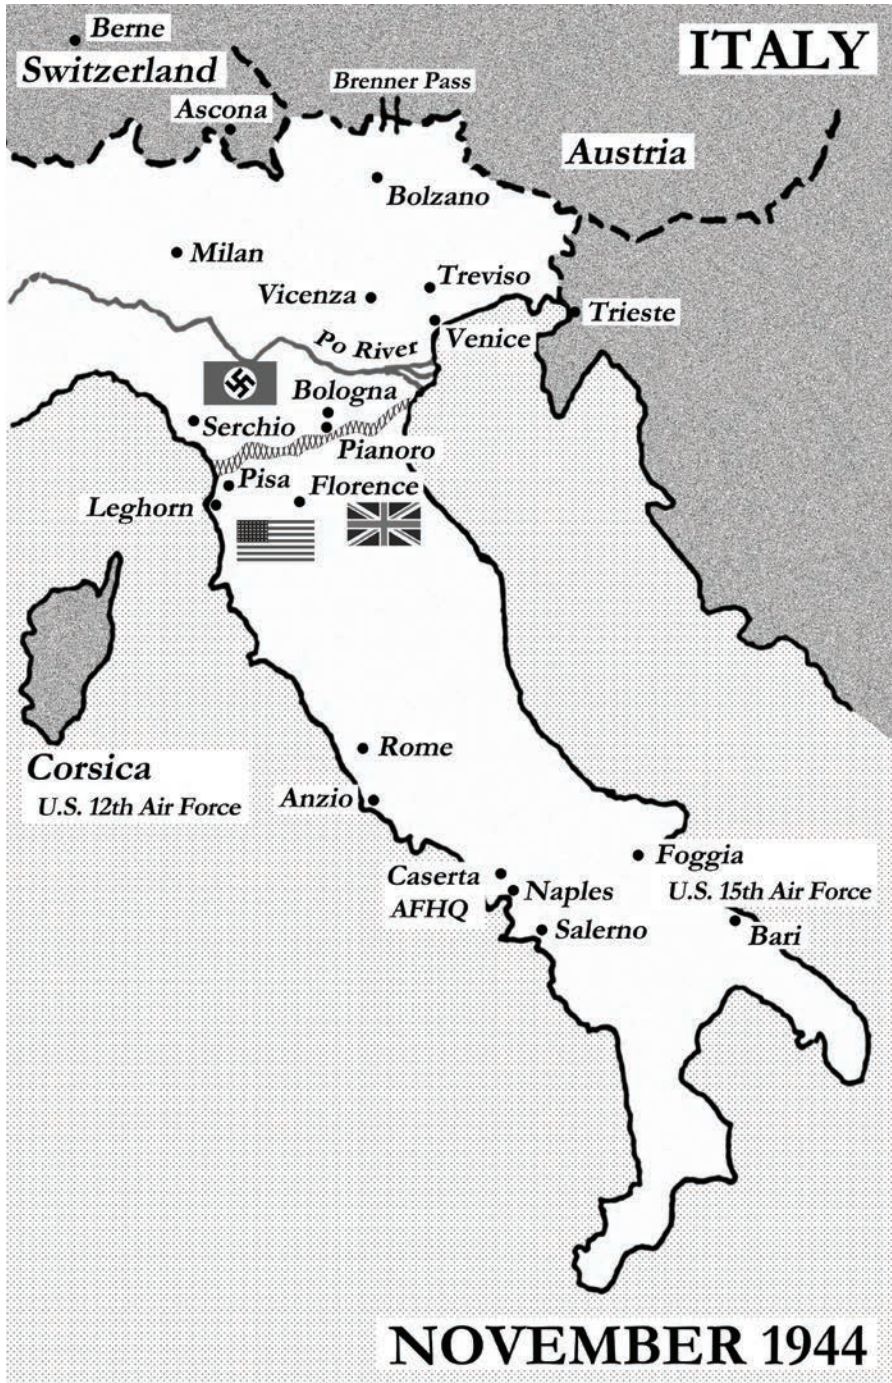 Berne
ITALY
Switzerland
Brenner Pass
Ascona
Austria
Bolzano
Milan
Treviso
Vicenza
Trieste
Po River
Venice
Bologna
Serchio
Pianoro
Pisa
Florence
Leghorn
Rome
Corsica
U.S. 12th Air Force
Anzio
Foggia
Caserta
AFHQ
Naples
U.S. 15th Air Force
Salerno
Bari
NOVEMBER 1944